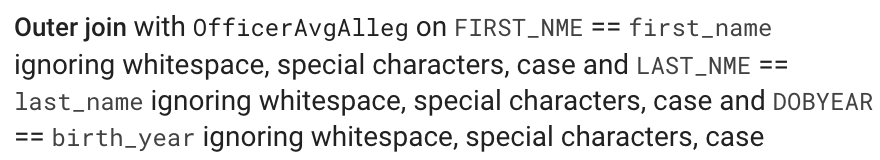 Outer join with OfficerAvgAlleg on FIRST_NME == first_name
ignoring whitespace, special characters, case and LAST_NME ==
last_name ignoring whitespace, special characters, case and DOBYEAR
== birth_year ignoring whitespace, special characters, case